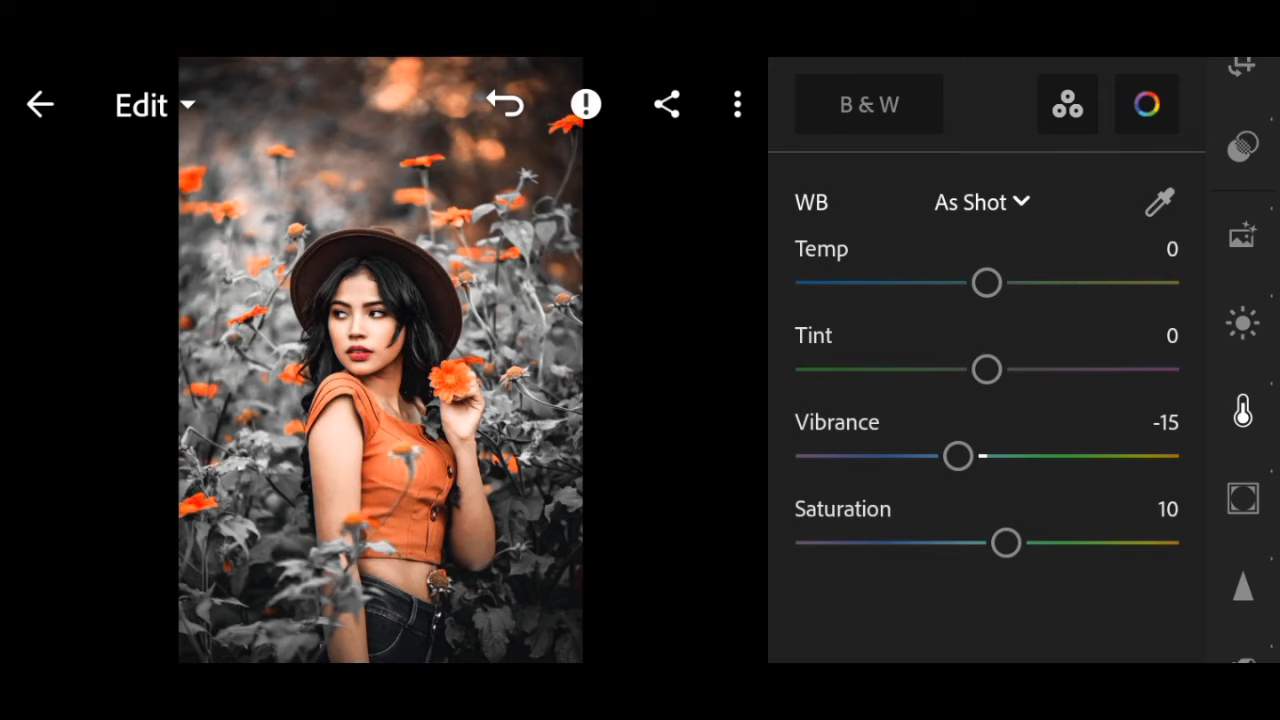 Edit
B & W
WB As Shot
Temp 0
Tint 0
Vibrance -15
Saturation 10